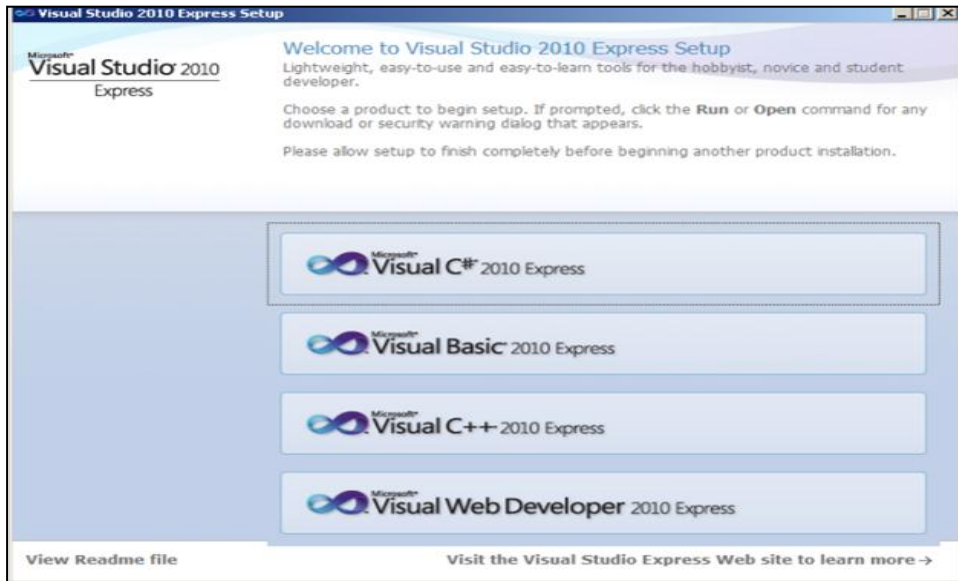 Visual Studio 2010 Express Setup
Microsoft
Visual Studio 2010
Express
Welcome to Visual Studio 2010 Express Setup
Lightweight, easy-to-use and easy-to-learn tools for the hobbyist, novice and student
developer.
Choose a product to begin setup. If prompted, click the Run or Open command for any
download or security warning dialog that appears.
Please allow setup to finish completely before beginning another product installation.
Microsoft
Visual C# 2010 Express
Microsoft
Visual Basic 2010 Express
Microsoft
Visual C++ 2010 Express
Microsoft
Visual Web Developer 2010 Express
View Readme file
Visit the Visual Studio Express Web site to learn more →